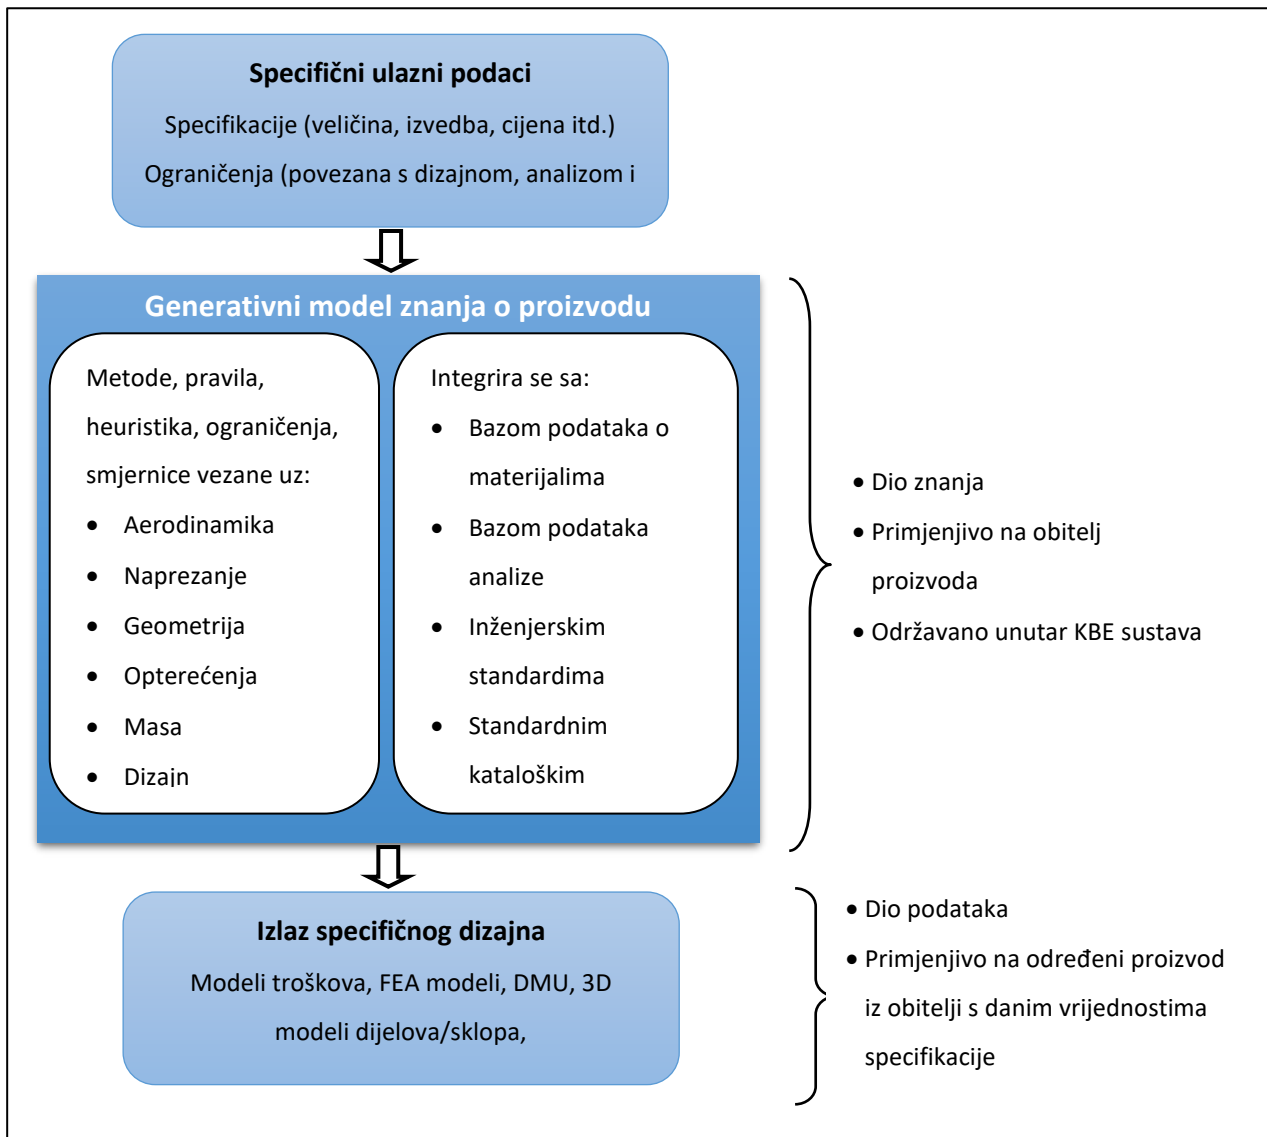 Specifični ulazni podaci
Specifikacije (veličina, izvedba, cijena itd.)
Ograničenja (povezana s dizajnom, analizom i
Generativni model znanja o proizvodu
Metode, pravila,
heuristika, ograničenja,
smjernice vezane uz:
• Aerodinamika
• Naprezanje
• Geometrija
• Opterećenja
• Masa
• Dizajn
Integrira se sa:
• Bazom podataka o
materijalima
• Bazom podataka
analize
• Inženjerskim
standardima
• Standardnim
kataloškim
• Dio znanja
• Primjenjivo na obitelj
proizvoda
• Održavano unutar KBE sustava
Izlaz specifičnog dizajna
Modeli troškova, FEA modeli, DMU, 3D
modeli dijelova/sklopa,
• Dio podataka
• Primjenjivo na određeni proizvod
iz obitelji s danim vrijednostima
specifikacije